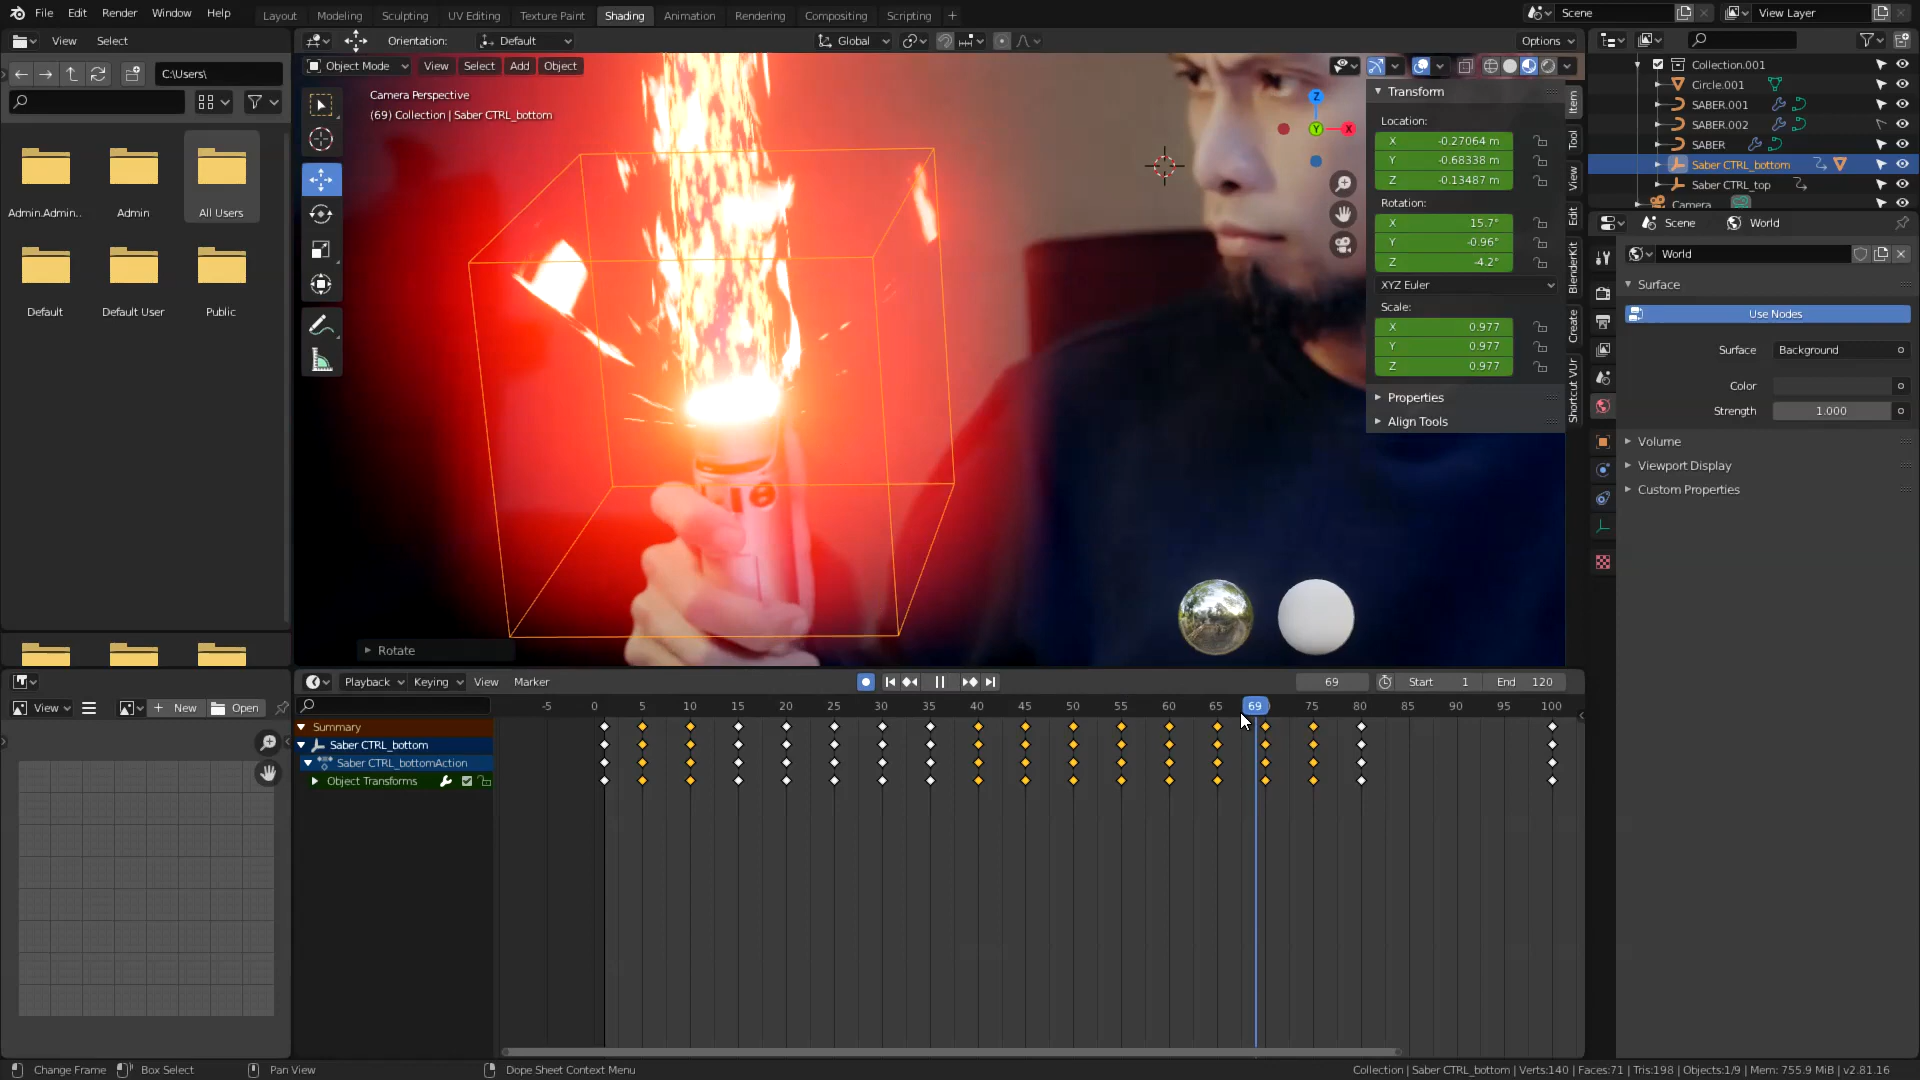 File Edit Render Window Help
Layout Modeling Sculpting UV Editing Texture Paint Shading Animation Rendering Compositing Scripting +
Scene
View Layer
View Select
Orientation: Default
Global
Options
C:\Users\
Object Mode View Select Add Object
Camera Perspective
(69) Collection | Saber CTRL_bottom
Z
Y
X
Admin.Admin..
Admin
All Users
Default
Default User
Public
Transform
Location:
X -0.27064 m
Y -0.68338 m
Z -0.13487 m
Rotation:
X 15.7°
Y -0.96°
Z -4.2°
XYZ Euler
Scale:
X 0.977
Y 0.977
Z 0.977
Properties
Align Tools
Item
Tool
View
Edit
BlenderKit
Create
Shortcut VUr
Collection.001
Circle.001
SABER.001
SABER.002
SABER
Saber CTRL_bottom
Saber CTRL_top
Camera
Scene World
World
Surface
Use Nodes
Surface Background
Color
Strength 1.000
Volume
Viewport Display
Custom Properties
Rotate
Playback Keying View Marker
69 Start 1 End 120
View New Open
-5 0 5 10 15 20 25 30 35 40 45 50 55 60 65 69 75 80 85 90 95 100
Summary
Saber CTRL_bottom
Saber CTRL_bottomAction
Object Transforms
Change Frame Box Select Pan View Dope Sheet Context Menu
Collection | Saber CTRL_bottom | Verts:140 | Faces:71 | Tris:198 | Objects:1/9 | Mem: 755.9 MiB | v2.81.16